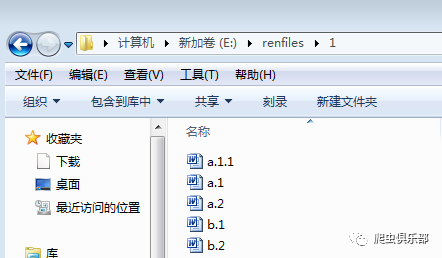 计算机 新加卷 (E:) renfiles 1
文件(F) 编辑(E) 查看(V) 工具(T) 帮助(H)
组织 包含到库中 共享 刻录 新建文件夹
收藏夹
下载
桌面
最近访问的位置
库
名称
a.1.1
a.1
a.2
b.1
b.2
爬虫俱乐部